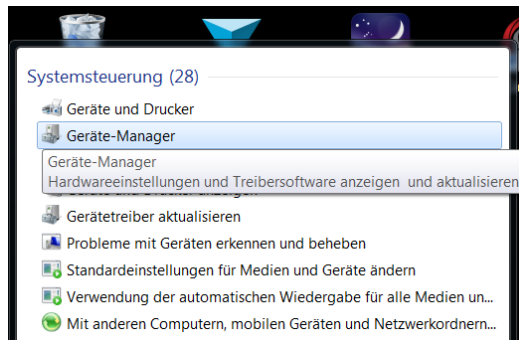 Systemsteuerung (28)
Geräte und Drucker
Geräte-Manager
Geräte-Manager
Hardwareeinstellungen und Treibersoftware anzeigen und aktualisieren
Gerätetreiber aktualisieren
Probleme mit Geräten erkennen und beheben
Standardeinstellungen für Medien und Geräte ändern
Verwendung der automatischen Wiedergabe für alle Medien un...
Mit anderen Computern, mobilen Geräten und Netzwerkordnern...